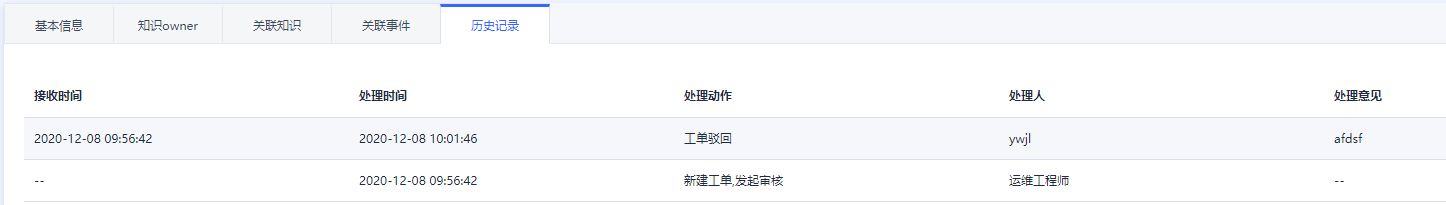 基本信息 知识owner 关联知识 关联事件 历史记录
接收时间 处理时间 处理动作 处理人 处理意见
2020-12-08 09:56:42 2020-12-08 10:01:46 工单驳回 ywjl afdsf
-- 2020-12-08 09:56:42 新建工单,发起审核 运维工程师 --